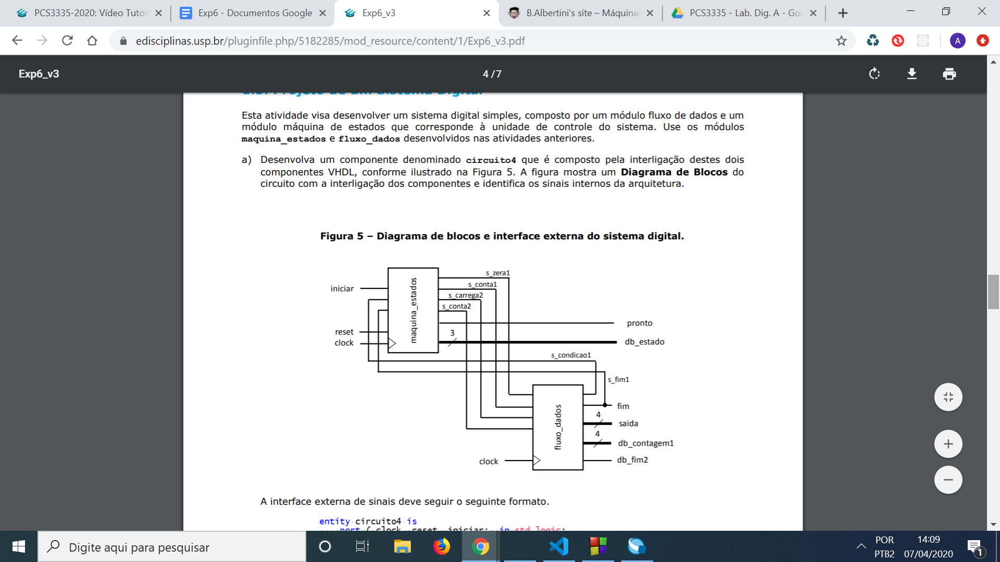 PCS3335-2020: Vídeo Tutor
Exp6 - Documentos Google
Exp6_v3
B.Albertini's site – Máquina
PCS3335 - Lab. Dig. A - Goo
edisciplinas.usp.br/pluginfile.php/5182285/mod_resource/content/1/Exp6_v3.pdf
A
Exp6_v3
4 / 7
1.3. Projeto de um Sistema Digital
Esta atividade visa desenvolver um sistema digital simples, composto por um módulo fluxo de dados e um
módulo máquina de estados que corresponde à unidade de controle do sistema. Use os módulos
maquina_estados e fluxo_dados desenvolvidos nas atividades anteriores.
a) Desenvolva um componente denominado circuito4 que é composto pela interligação destes dois
componentes VHDL, conforme ilustrado na Figura 5. A figura mostra um Diagrama de Blocos do
circuito com a interligação dos componentes e identifica os sinais internos da arquitetura.
Figura 5 – Diagrama de blocos e interface externa do sistema digital.
s_zera1
s_conta1
s_carrega2
s_conta2
iniciar
maquina_estados
pronto
reset
3
clock
db_estado
s_condicao1
s_fim1
fluxo_dados
fim
4
saida
4
db_contagem1
clock
db_fim2
A interface externa de sinais deve seguir o seguinte formato.
entity circuito4 is
port ( clock, reset, iniciar: in std_logic;
Digite aqui para pesquisar
POR
PTB2
14:09
07/04/2020
1